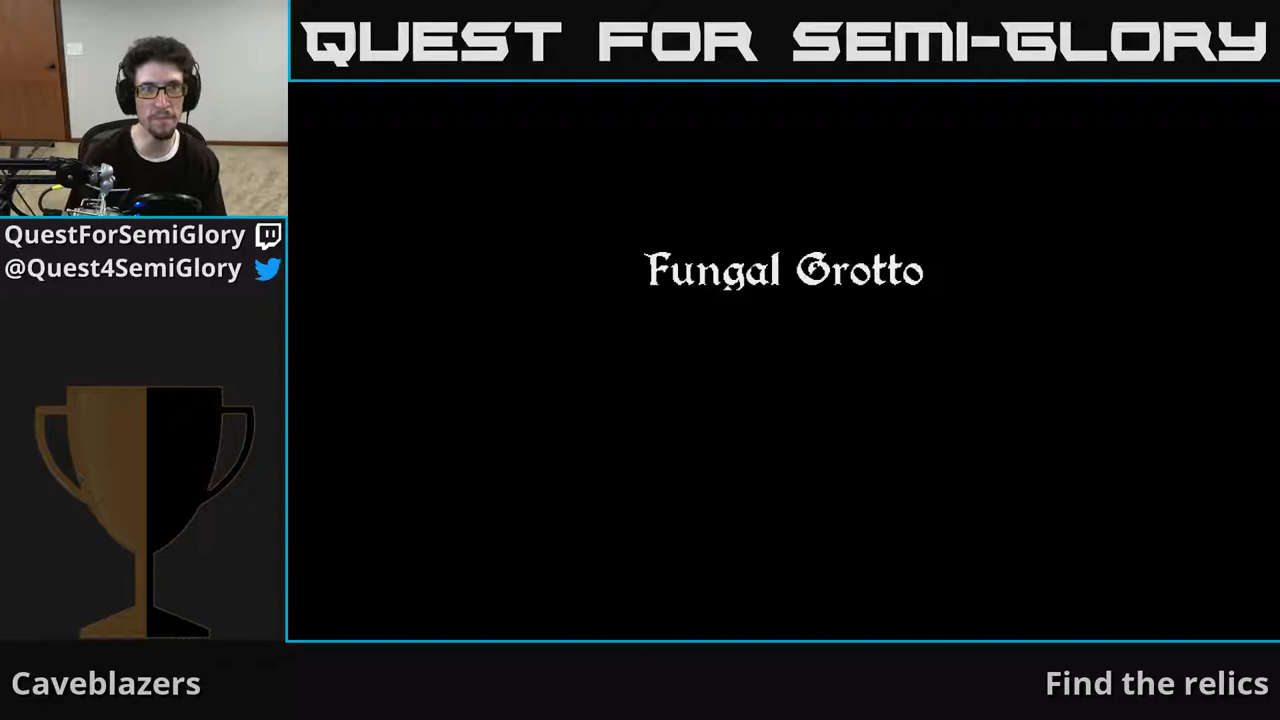 QUEST FOR SEMI-GLORY
QuestForSemiGlory
@Quest4SemiGlory
Fungal Grotto
Caveblazers
Find the relics